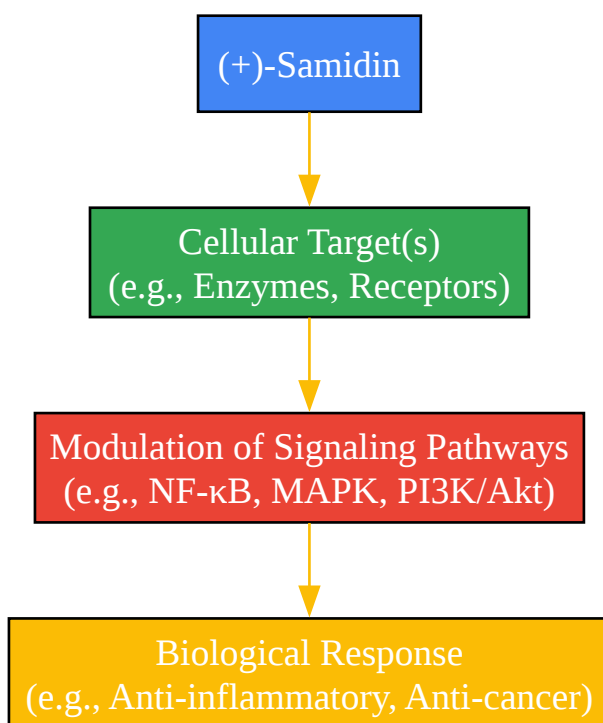 (+)-Samidin
Cellular Target(s)
(e.g., Enzymes, Receptors)
Modulation of Signaling Pathways
(e.g., NF-κB, MAPK, PI3K/Akt)
Biological Response
(e.g., Anti-inflammatory, Anti-cancer)